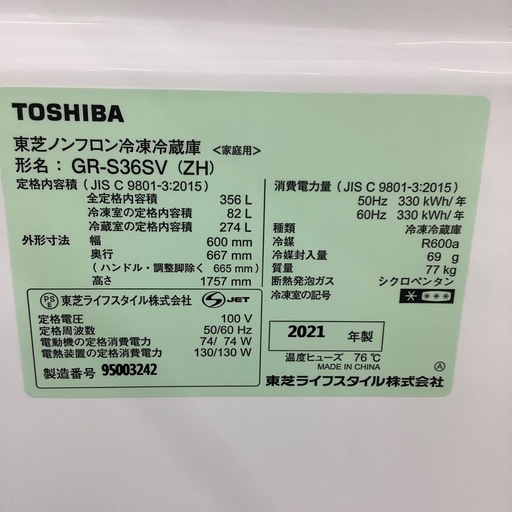 TOSHIBA
東芝ノンフロン冷凍冷蔵庫 <家庭用>
形名：GR-S36SV (ZH)
定格内容積 (JIS C 9801-3:2015)
全定格内容積 356 L
冷凍室の定格内容積 82 L
冷蔵室の定格内容積 274 L
外形寸法 幅 600 mm
奥行 667 mm
(ハンドル・調整脚除く 665 mm)
高さ 1757 mm
PS E 東芝ライフスタイル株式会社 S JET
定格電圧 100 V
定格周波数 50/60 Hz
電動機の定格消費電力 74/ 74 W
電熱装置の定格消費電力 130/130 W
製造番号 95003242
消費電力量 (JIS C 9801-3:2015)
50Hz 330 kWh/年
60Hz 330 kWh/年
種類 冷凍冷蔵庫
冷媒 R600a
冷媒封入量 69 g
質量 77 kg
断熱発泡ガス シクロペンタン
冷凍室の記号 * ***
2021 年製
温度ヒューズ 76 ℃
MADE IN CHINA Ⓐ
東芝ライフスタイル株式会社